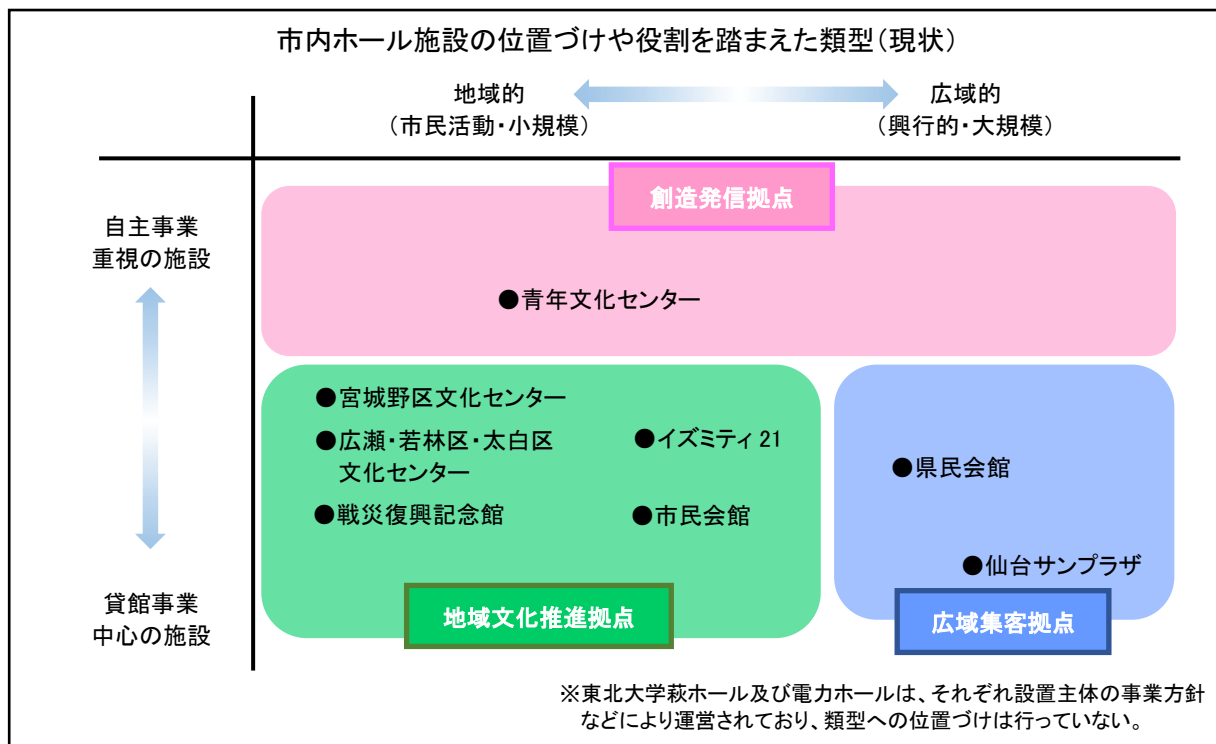 市内ホール施設の位置づけや役割を踏まえた類型(現状)
地域的
(市民活動・小規模)
広域的
(興行的・大規模)
創造発信拠点
自主事業
重視の施設
●青年文化センター
●宮城野区文化センター
●広瀬・若林区・太白区
文化センター
●イズミティ 21
●戦災復興記念館
●市民会館
●県民会館
●仙台サンプラザ
貸館事業
中心の施設
地域文化推進拠点
広域集客拠点
※東北大学萩ホール及び電力ホールは、それぞれ設置主体の事業方針
などにより運営されており、類型への位置づけは行っていない。